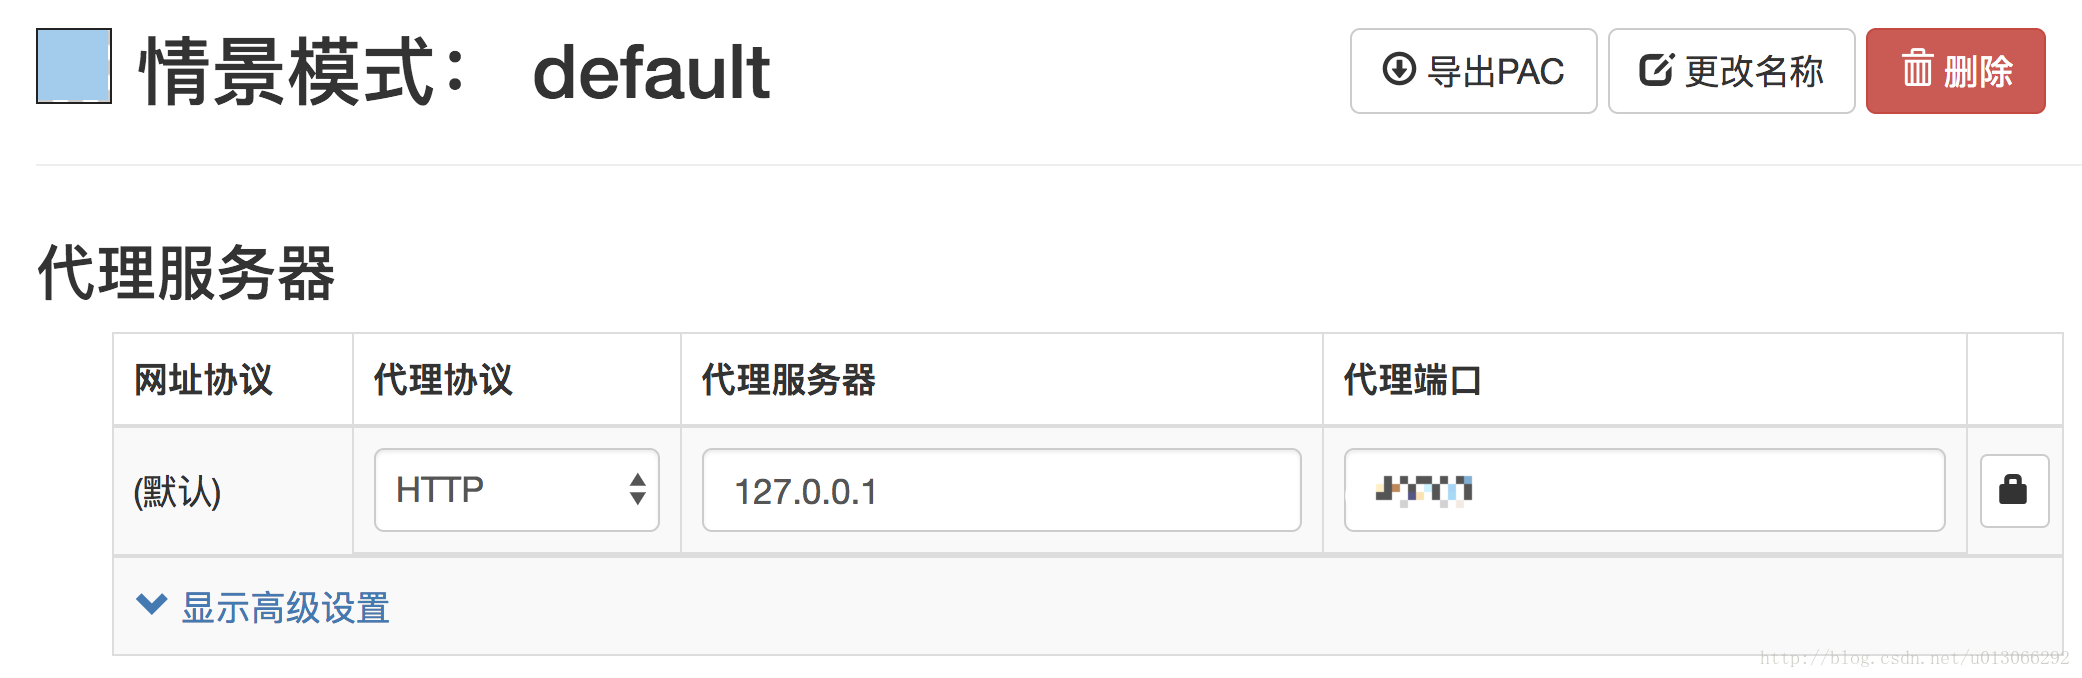 情景模式： default
导出PAC 更改名称 删除
代理服务器
网址协议 代理协议 代理服务器 代理端口
(默认) HTTP 127.0.0.1
显示高级设置
http://blog.csdn.net/u013066292